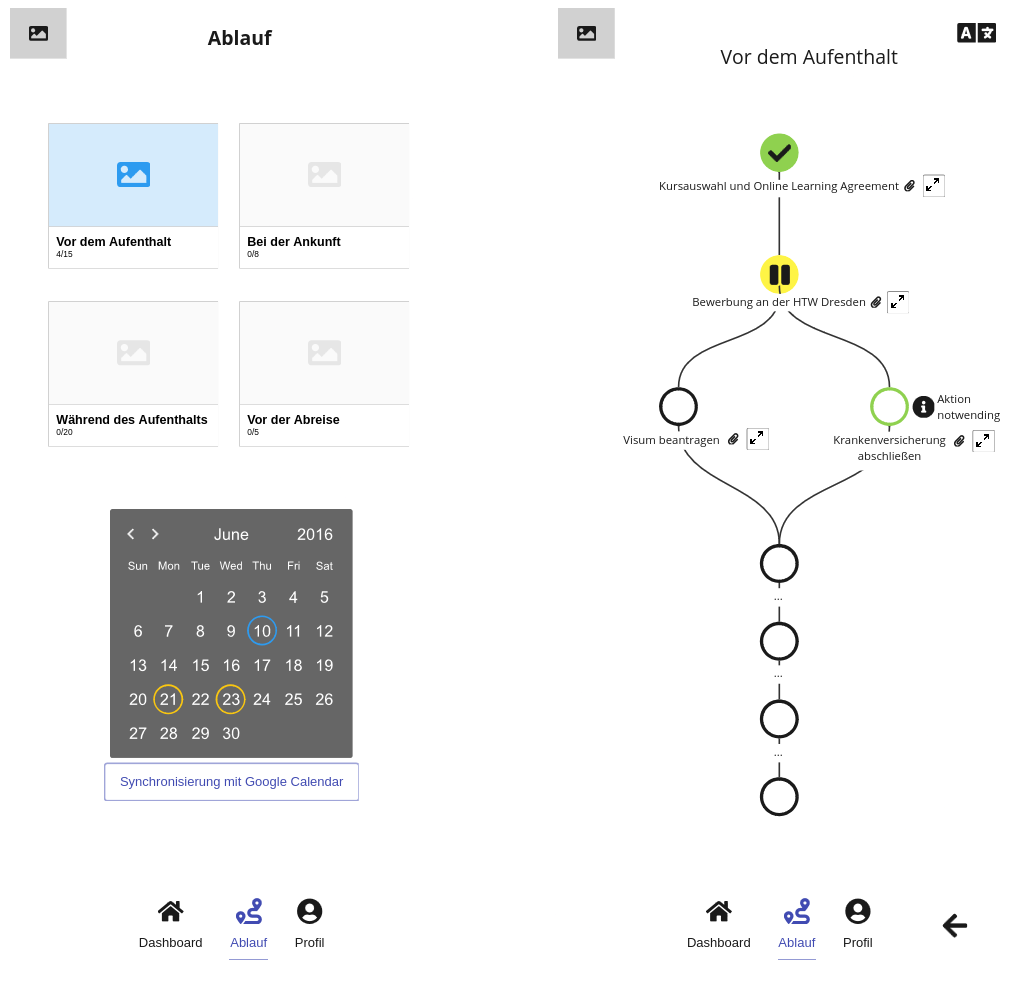 Ablauf
Vor dem Aufenthalt
4/15
Bei der Ankunft
0/8
Während des Aufenthalts
0/20
Vor der Abreise
0/5
June 2016
Sun Mon Tue Wed Thu Fri Sat
1 2 3 4 5
6 7 8 9 10 11 12
13 14 15 16 17 18 19
20 21 22 23 24 25 26
27 28 29 30
Synchronisierung mit Google Calendar
Dashboard Ablauf Profil
A文
Vor dem Aufenthalt
Kursauswahl und Online Learning Agreement
Bewerbung an der HTW Dresden
Visum beantragen
Aktion
notwending
Krankenversicherung
abschließen
...
...
...
Dashboard Ablauf Profil